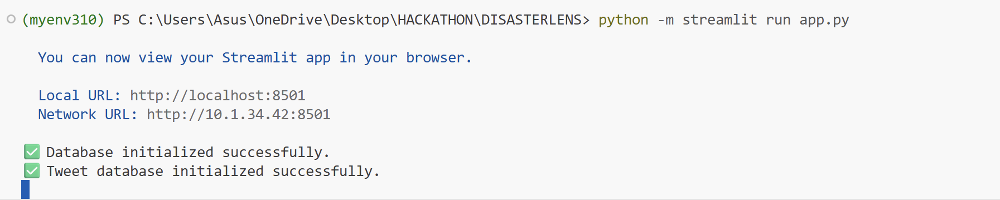 (myenv310) PS C:\Users\Asus\OneDrive\Desktop\HACKATHON\DISASTERLENS> python -m streamlit run app.py
You can now view your Streamlit app in your browser.
Local URL: http://localhost:8501
Network URL: http://10.1.34.42:8501
✅ Database initialized successfully.
✅ Tweet database initialized successfully.